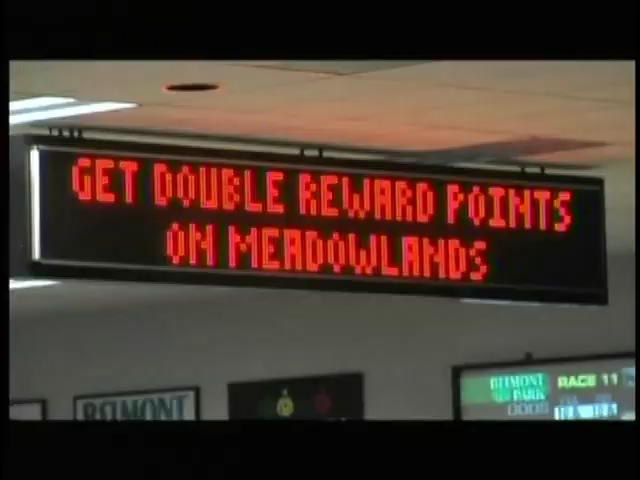 GET DOUBLE REWARD POINTS
ON MEADOWLANDS
BELMONT
BELMONT
PARK
RACE 11